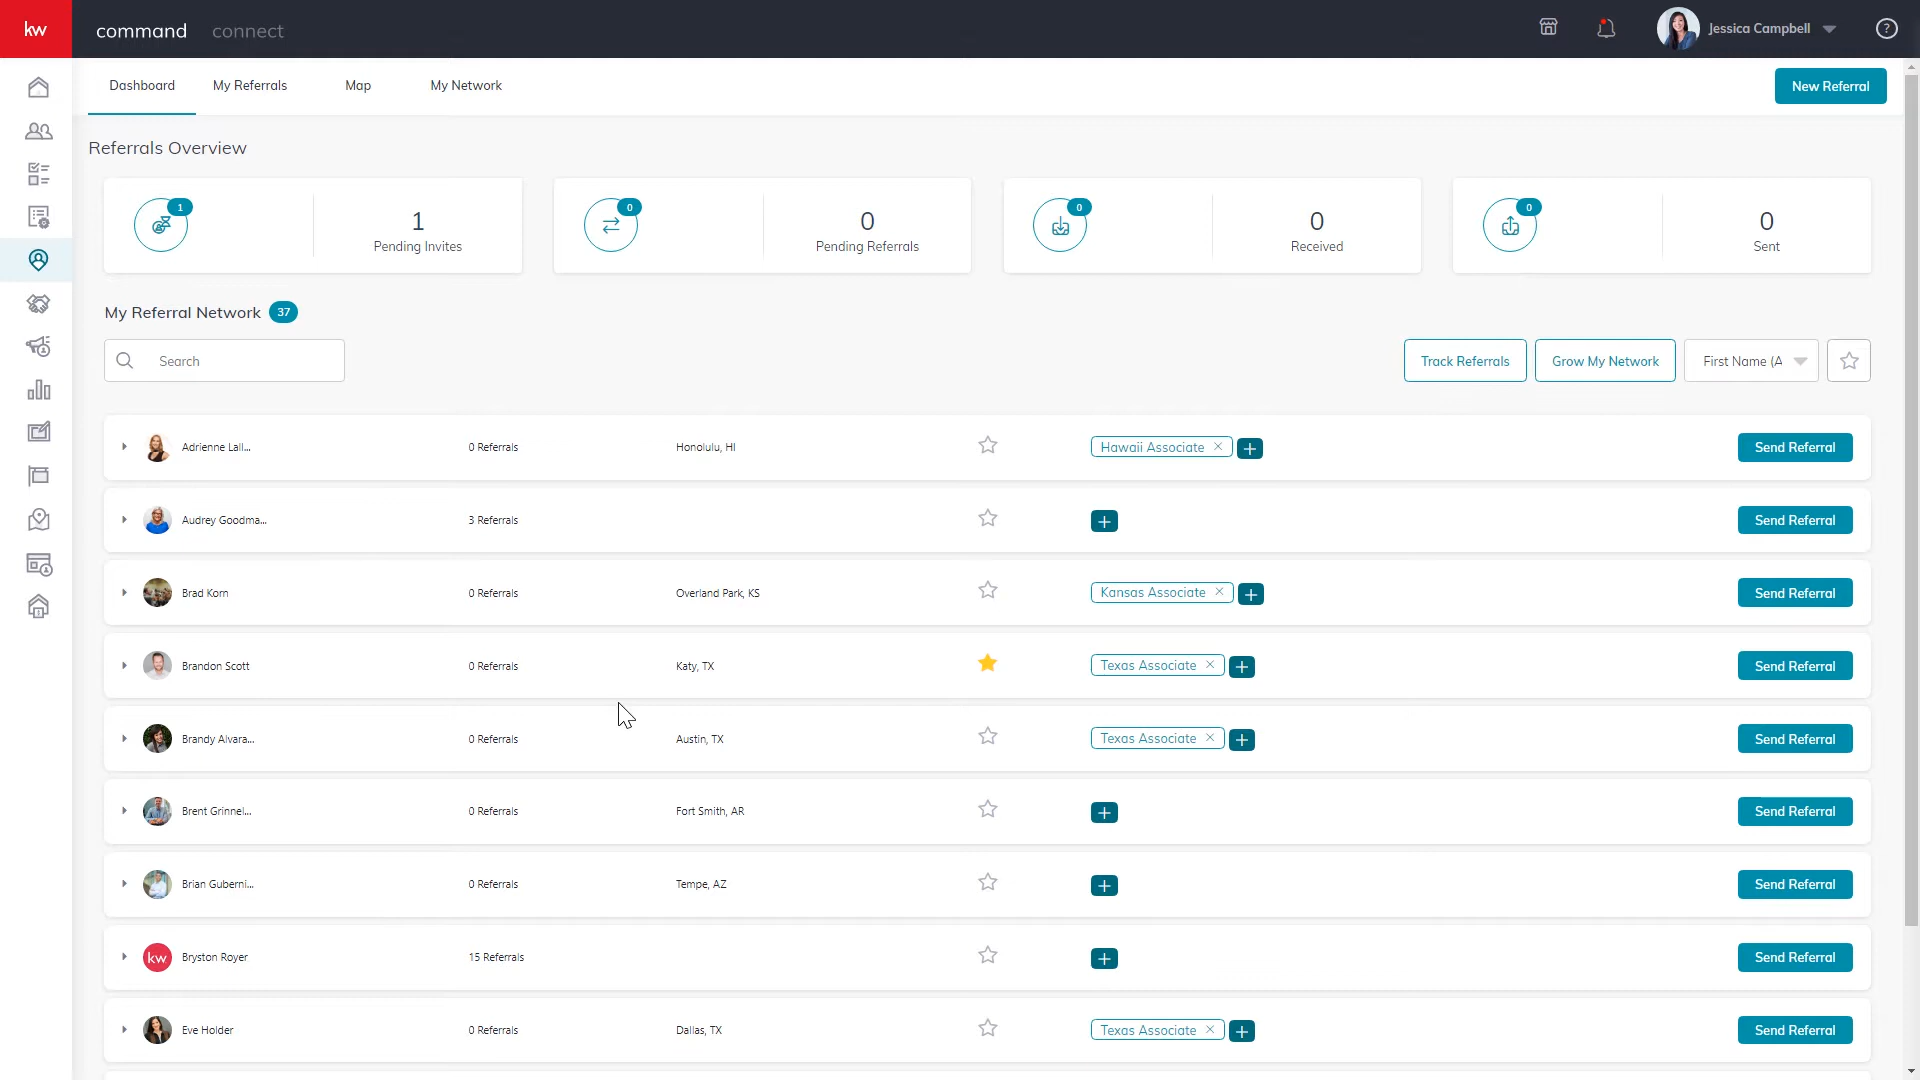 kw command connect Jessica Campbell ?
Dashboard My Referrals Map My Network New Referral
Referrals Overview
1 1 Pending Invites
0 0 Pending Referrals
0 0 Received
0 0 Sent
My Referral Network 37
Search Track Referrals Grow My Network First Name (A
Adrienne Lall... 0 Referrals Honolulu, HI Hawaii Associate × + Send Referral
Audrey Goodma... 3 Referrals + Send Referral
Brad Korn 0 Referrals Overland Park, KS Kansas Associate × + Send Referral
Brandon Scott 0 Referrals Katy, TX Texas Associate × + Send Referral
Brandy Alvara... 0 Referrals Austin, TX Texas Associate × + Send Referral
Brent Grinnel... 0 Referrals Fort Smith, AR + Send Referral
Brian Guberni... 0 Referrals Tempe, AZ + Send Referral
kw Bryston Royer 15 Referrals + Send Referral
Eve Holder 0 Referrals Dallas, TX Texas Associate × + Send Referral